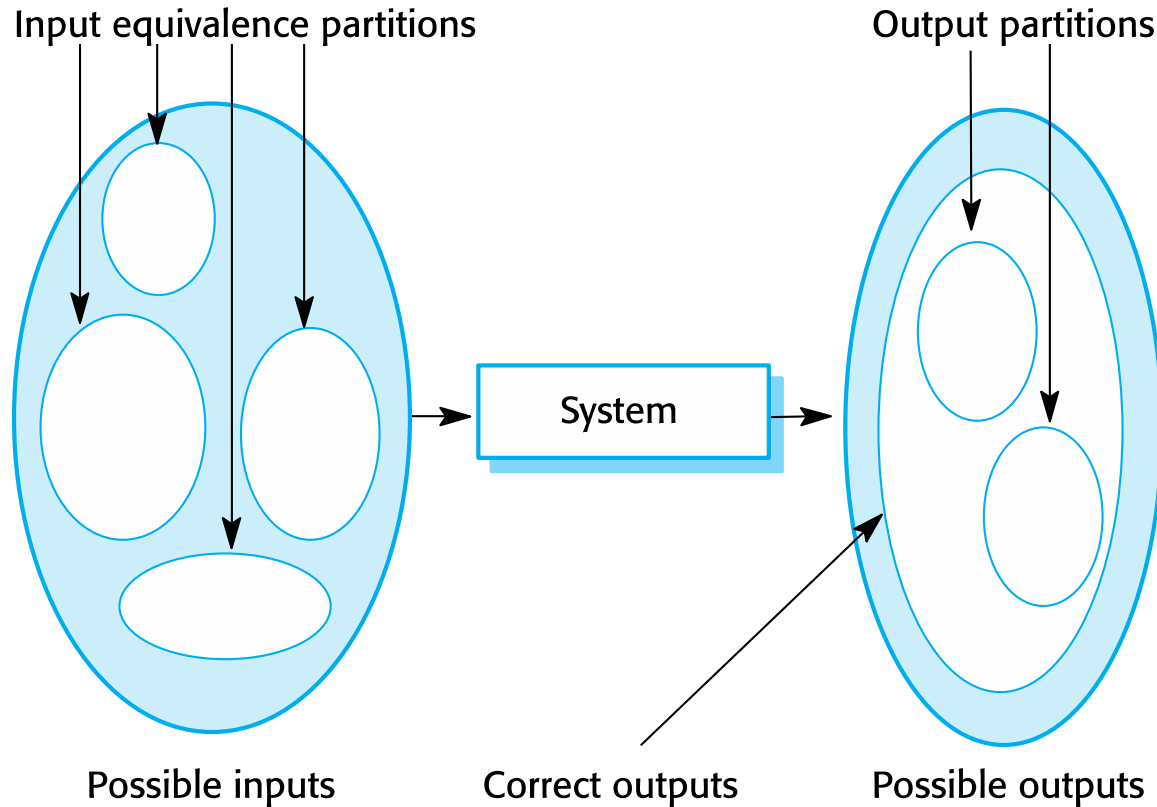 Input equivalence partitions
Output partitions
System
Possible inputs
Correct outputs
Possible outputs